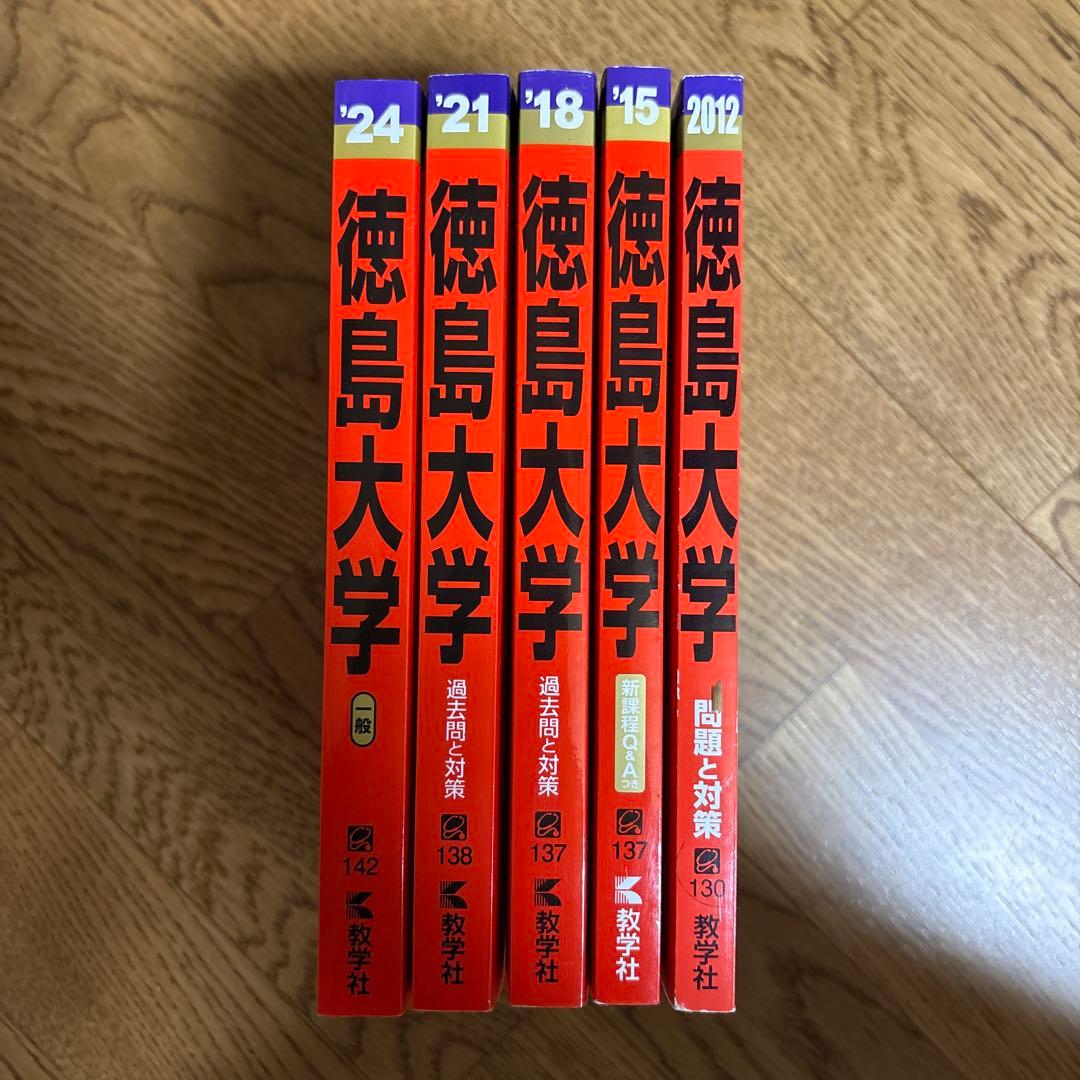 '24
徳島大学
一般
142
教学社
'21
徳島大学
過去問と対策
138
教学社
'18
徳島大学
過去問と対策
137
教学社
'15
徳島大学
新課程Q&Aつき
137
教学社
2012
徳島大学
問題と対策
130
教学社